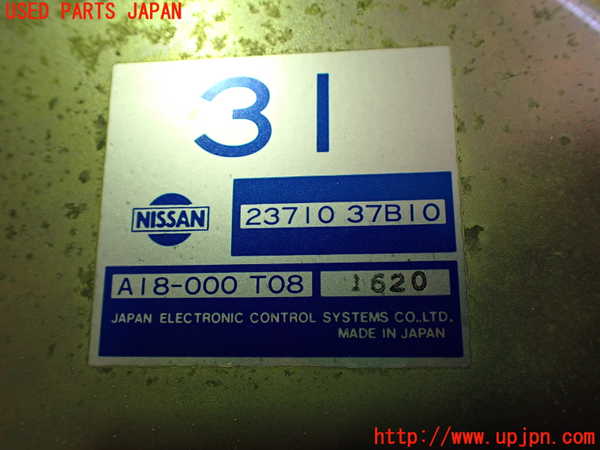 USED PARTS JAPAN
31
NISSAN
23710 37B10
A18-000 T08
1620
JAPAN ELECTRONIC CONTROL SYSTEMS CO.,LTD.
MADE IN JAPAN
http://www.upjpn.com/